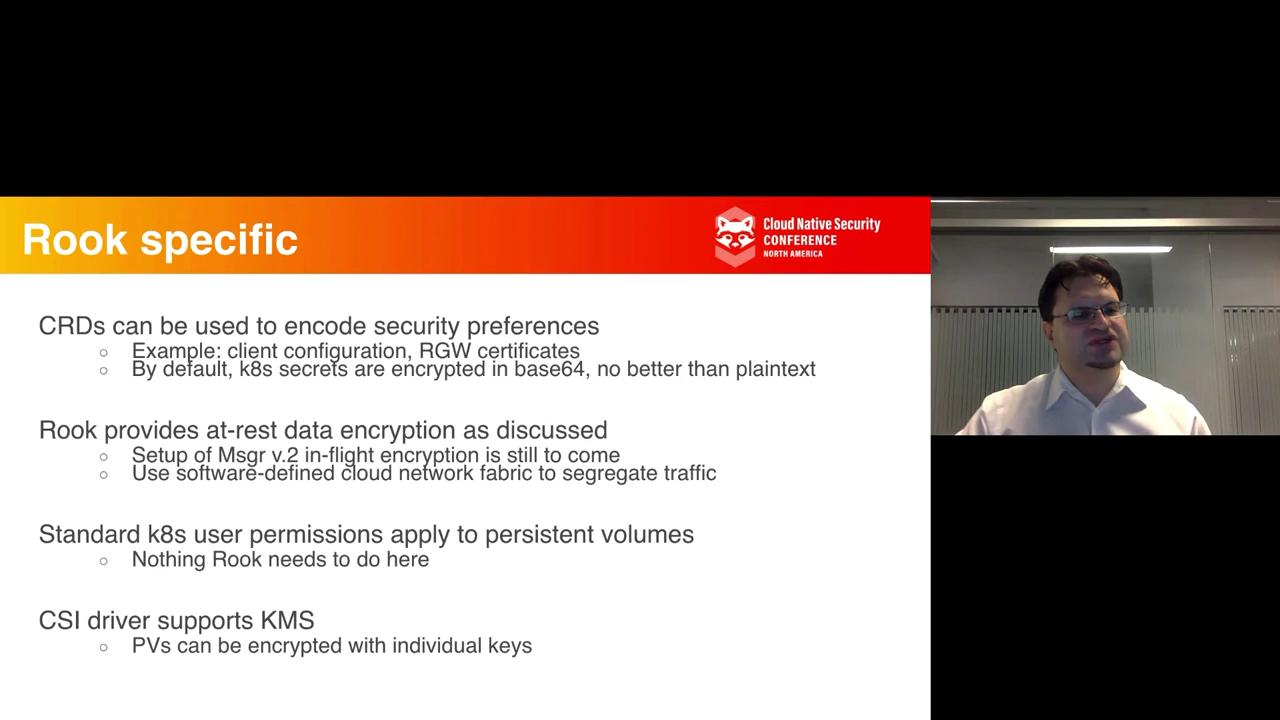 Rook specific
Cloud Native Security
CONFERENCE
NORTH AMERICA
CRDs can be used to encode security preferences
○ Example: client configuration, RGW certificates
○ By default, k8s secrets are encrypted in base64, no better than plaintext
Rook provides at-rest data encryption as discussed
○ Setup of Msgr v.2 in-flight encryption is still to come
○ Use software-defined cloud network fabric to segregate traffic
Standard k8s user permissions apply to persistent volumes
○ Nothing Rook needs to do here
CSI driver supports KMS
○ PVs can be encrypted with individual keys